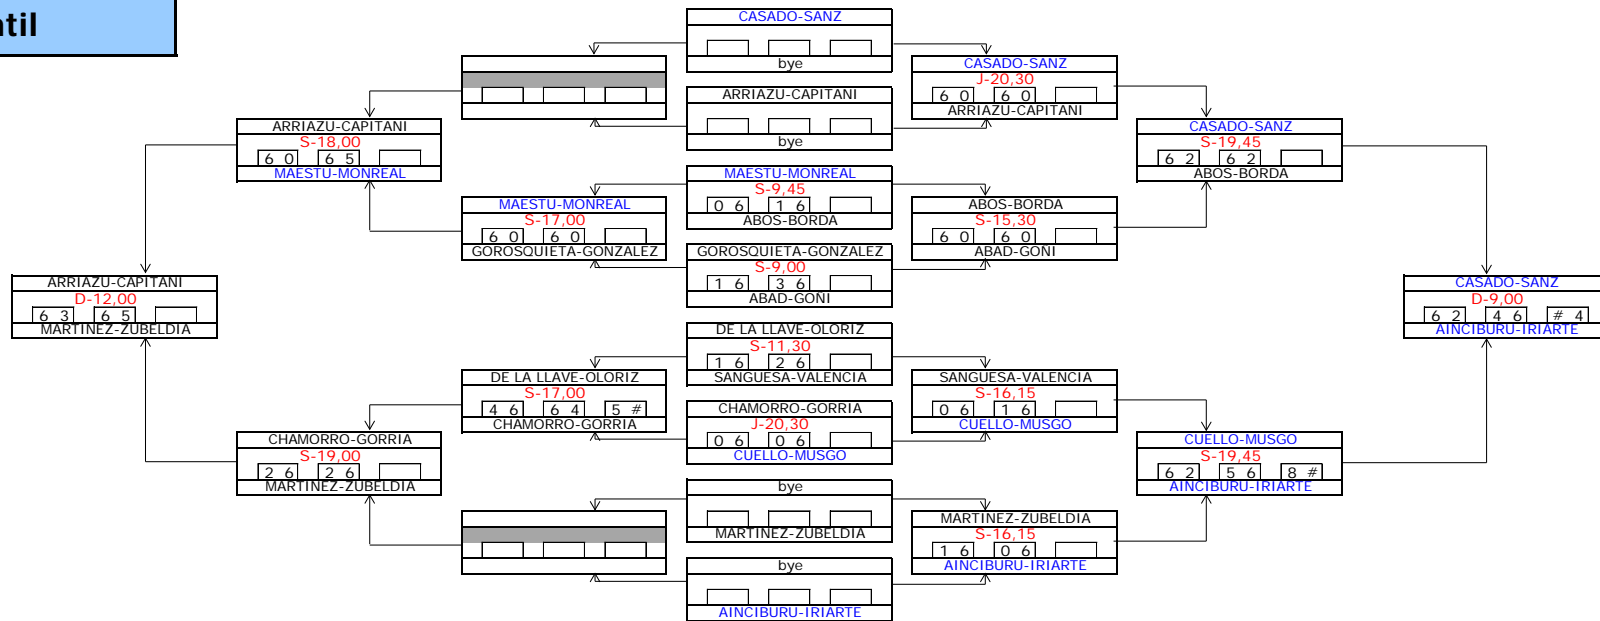 ntil
CASADO-SANZ
bye
ARRIAZU-CAPITANI
bye
MAESTU-MONREAL
S-9,45
0 6 1 6
ABOS-BORDA
GOROSQUIETA-GONZALEZ
S-9,00
1 6 3 6
ABAD-GOÑI
DE LA LLAVE-OLORIZ
S-11,30
1 6 2 6
SANGUESA-VALENCIA
CHAMORRO-GORRIA
J-20,30
0 6 0 6
CUELLO-MUSGO
bye
MARTINEZ-ZUBELDIA
bye
AINCIBURU-IRIARTE
MAESTU-MONREAL
S-17,00
6 0 6 0
GOROSQUIETA-GONZALEZ
DE LA LLAVE-OLORIZ
S-17,00
4 6 6 4 5 #
CHAMORRO-GORRIA
ARRIAZU-CAPITANI
S-18,00
6 0 6 5
MAESTU-MONREAL
CHAMORRO-GORRIA
S-19,00
2 6 2 6
MARTINEZ-ZUBELDIA
ARRIAZU-CAPITANI
D-12,00
6 3 6 5
MARTINEZ-ZUBELDIA
CASADO-SANZ
J-20,30
6 0 6 0
ARRIAZU-CAPITANI
ABOS-BORDA
S-15,30
6 0 6 0
ABAD-GOÑI
SANGUESA-VALENCIA
S-16,15
0 6 1 6
CUELLO-MUSGO
MARTINEZ-ZUBELDIA
S-16,15
1 6 0 6
AINCIBURU-IRIARTE
CASADO-SANZ
S-19,45
6 2 6 2
ABOS-BORDA
CUELLO-MUSGO
S-19,45
6 2 5 6 8 #
AINCIBURU-IRIARTE
CASADO-SANZ
D-9,00
6 2 4 6 # 4
AINCIBURU-IRIARTE